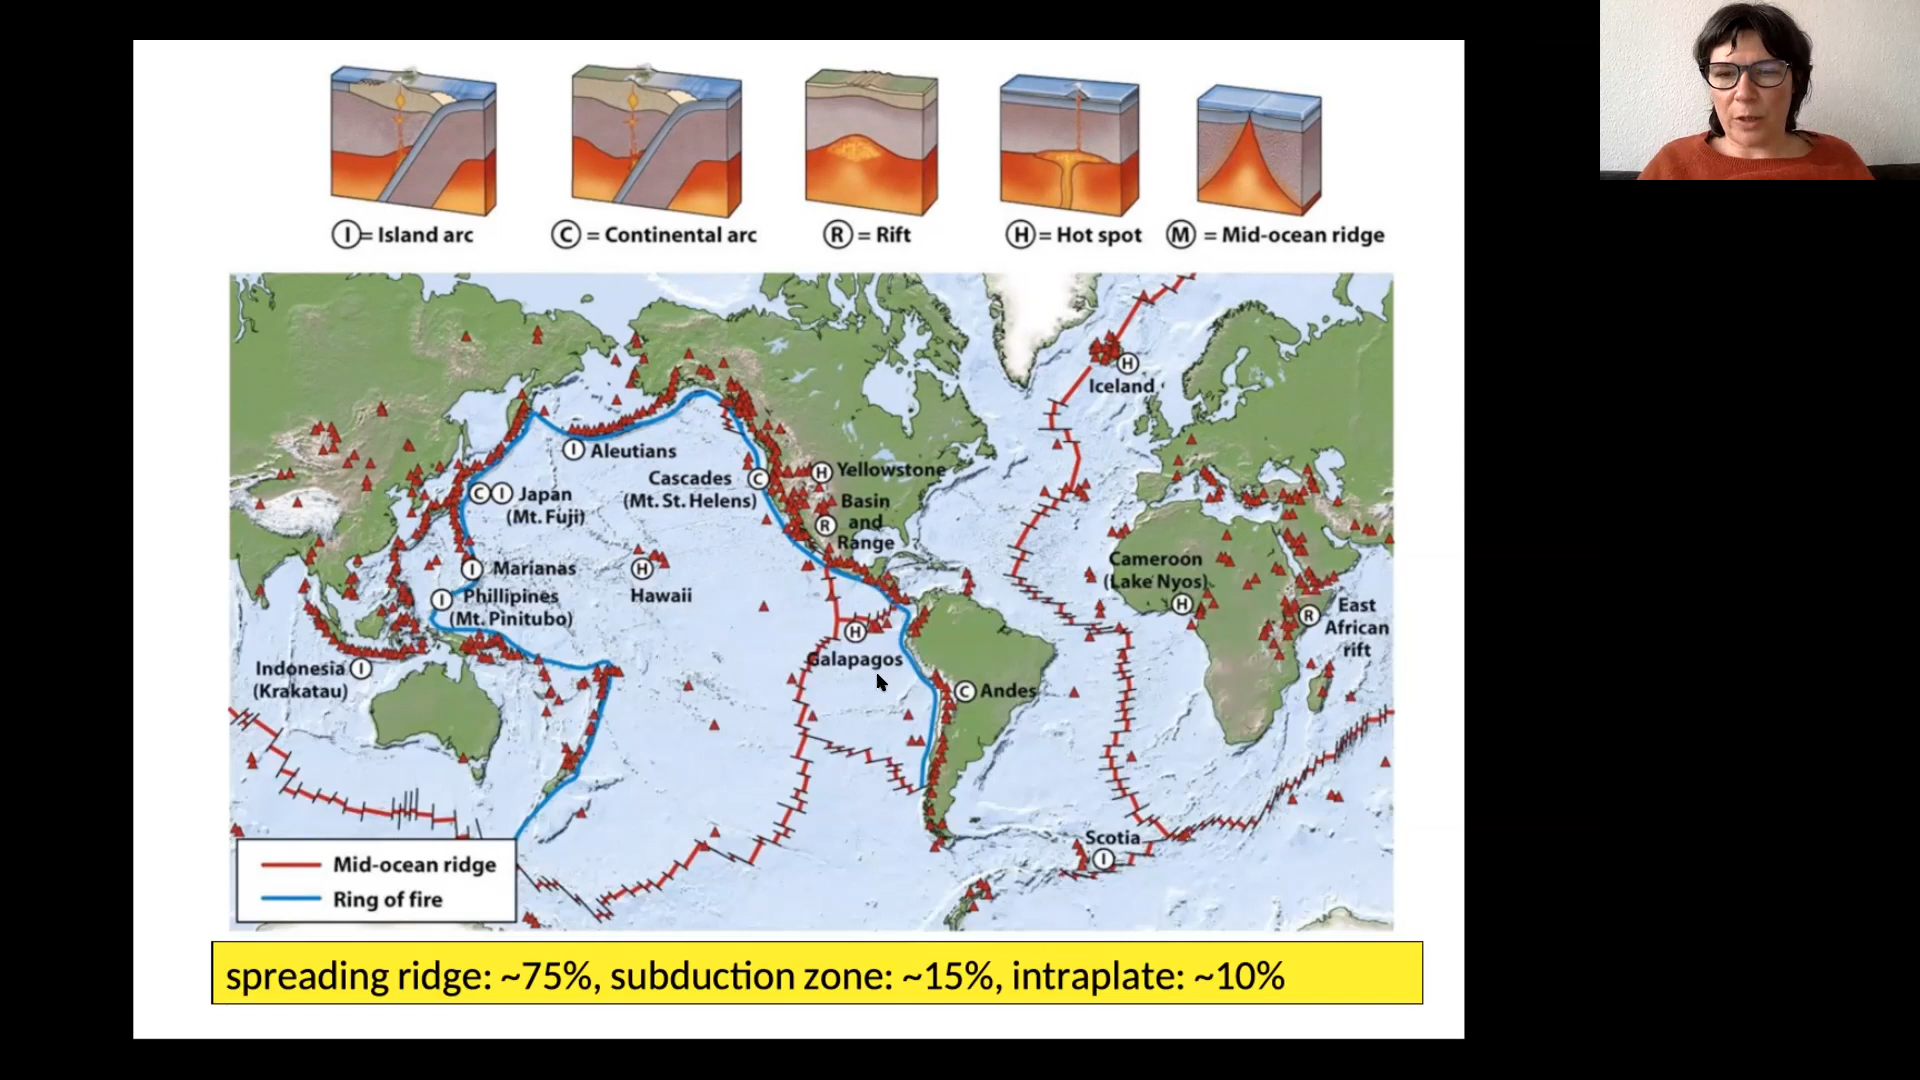 I = Island arc
C = Continental arc
R = Rift
H = Hot spot
M = Mid-ocean ridge
H
Iceland
I Aleutians
Cascades C
(Mt. St. Helens)
H Yellowstone
C I Japan
(Mt. Fuji)
Basin
R and
Range
Cameroon
(Lake Nyos)
H
I Marianas
H
Hawaii
I Phillipines
(Mt. Pinitubo)
East
R African
rift
H
Galapagos
Indonesia I
(Krakatau)
C Andes
Scotia
I
Mid-ocean ridge
Ring of fire
spreading ridge: ~75%, subduction zone: ~15%, intraplate: ~10%